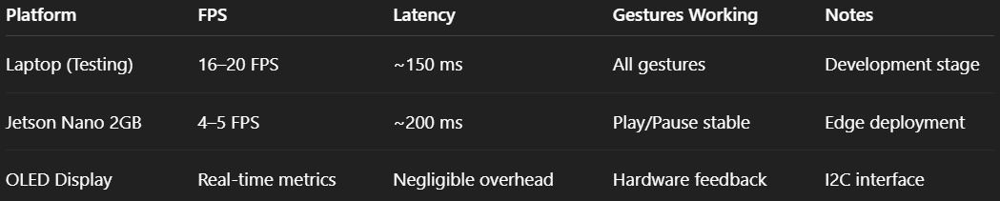 Platform FPS Latency Gestures Working Notes
Laptop (Testing) 16–20 FPS ~150 ms All gestures Development stage
Jetson Nano 2GB 4–5 FPS ~200 ms Play/Pause stable Edge deployment
OLED Display Real-time metrics Negligible overhead Hardware feedback I2C interface